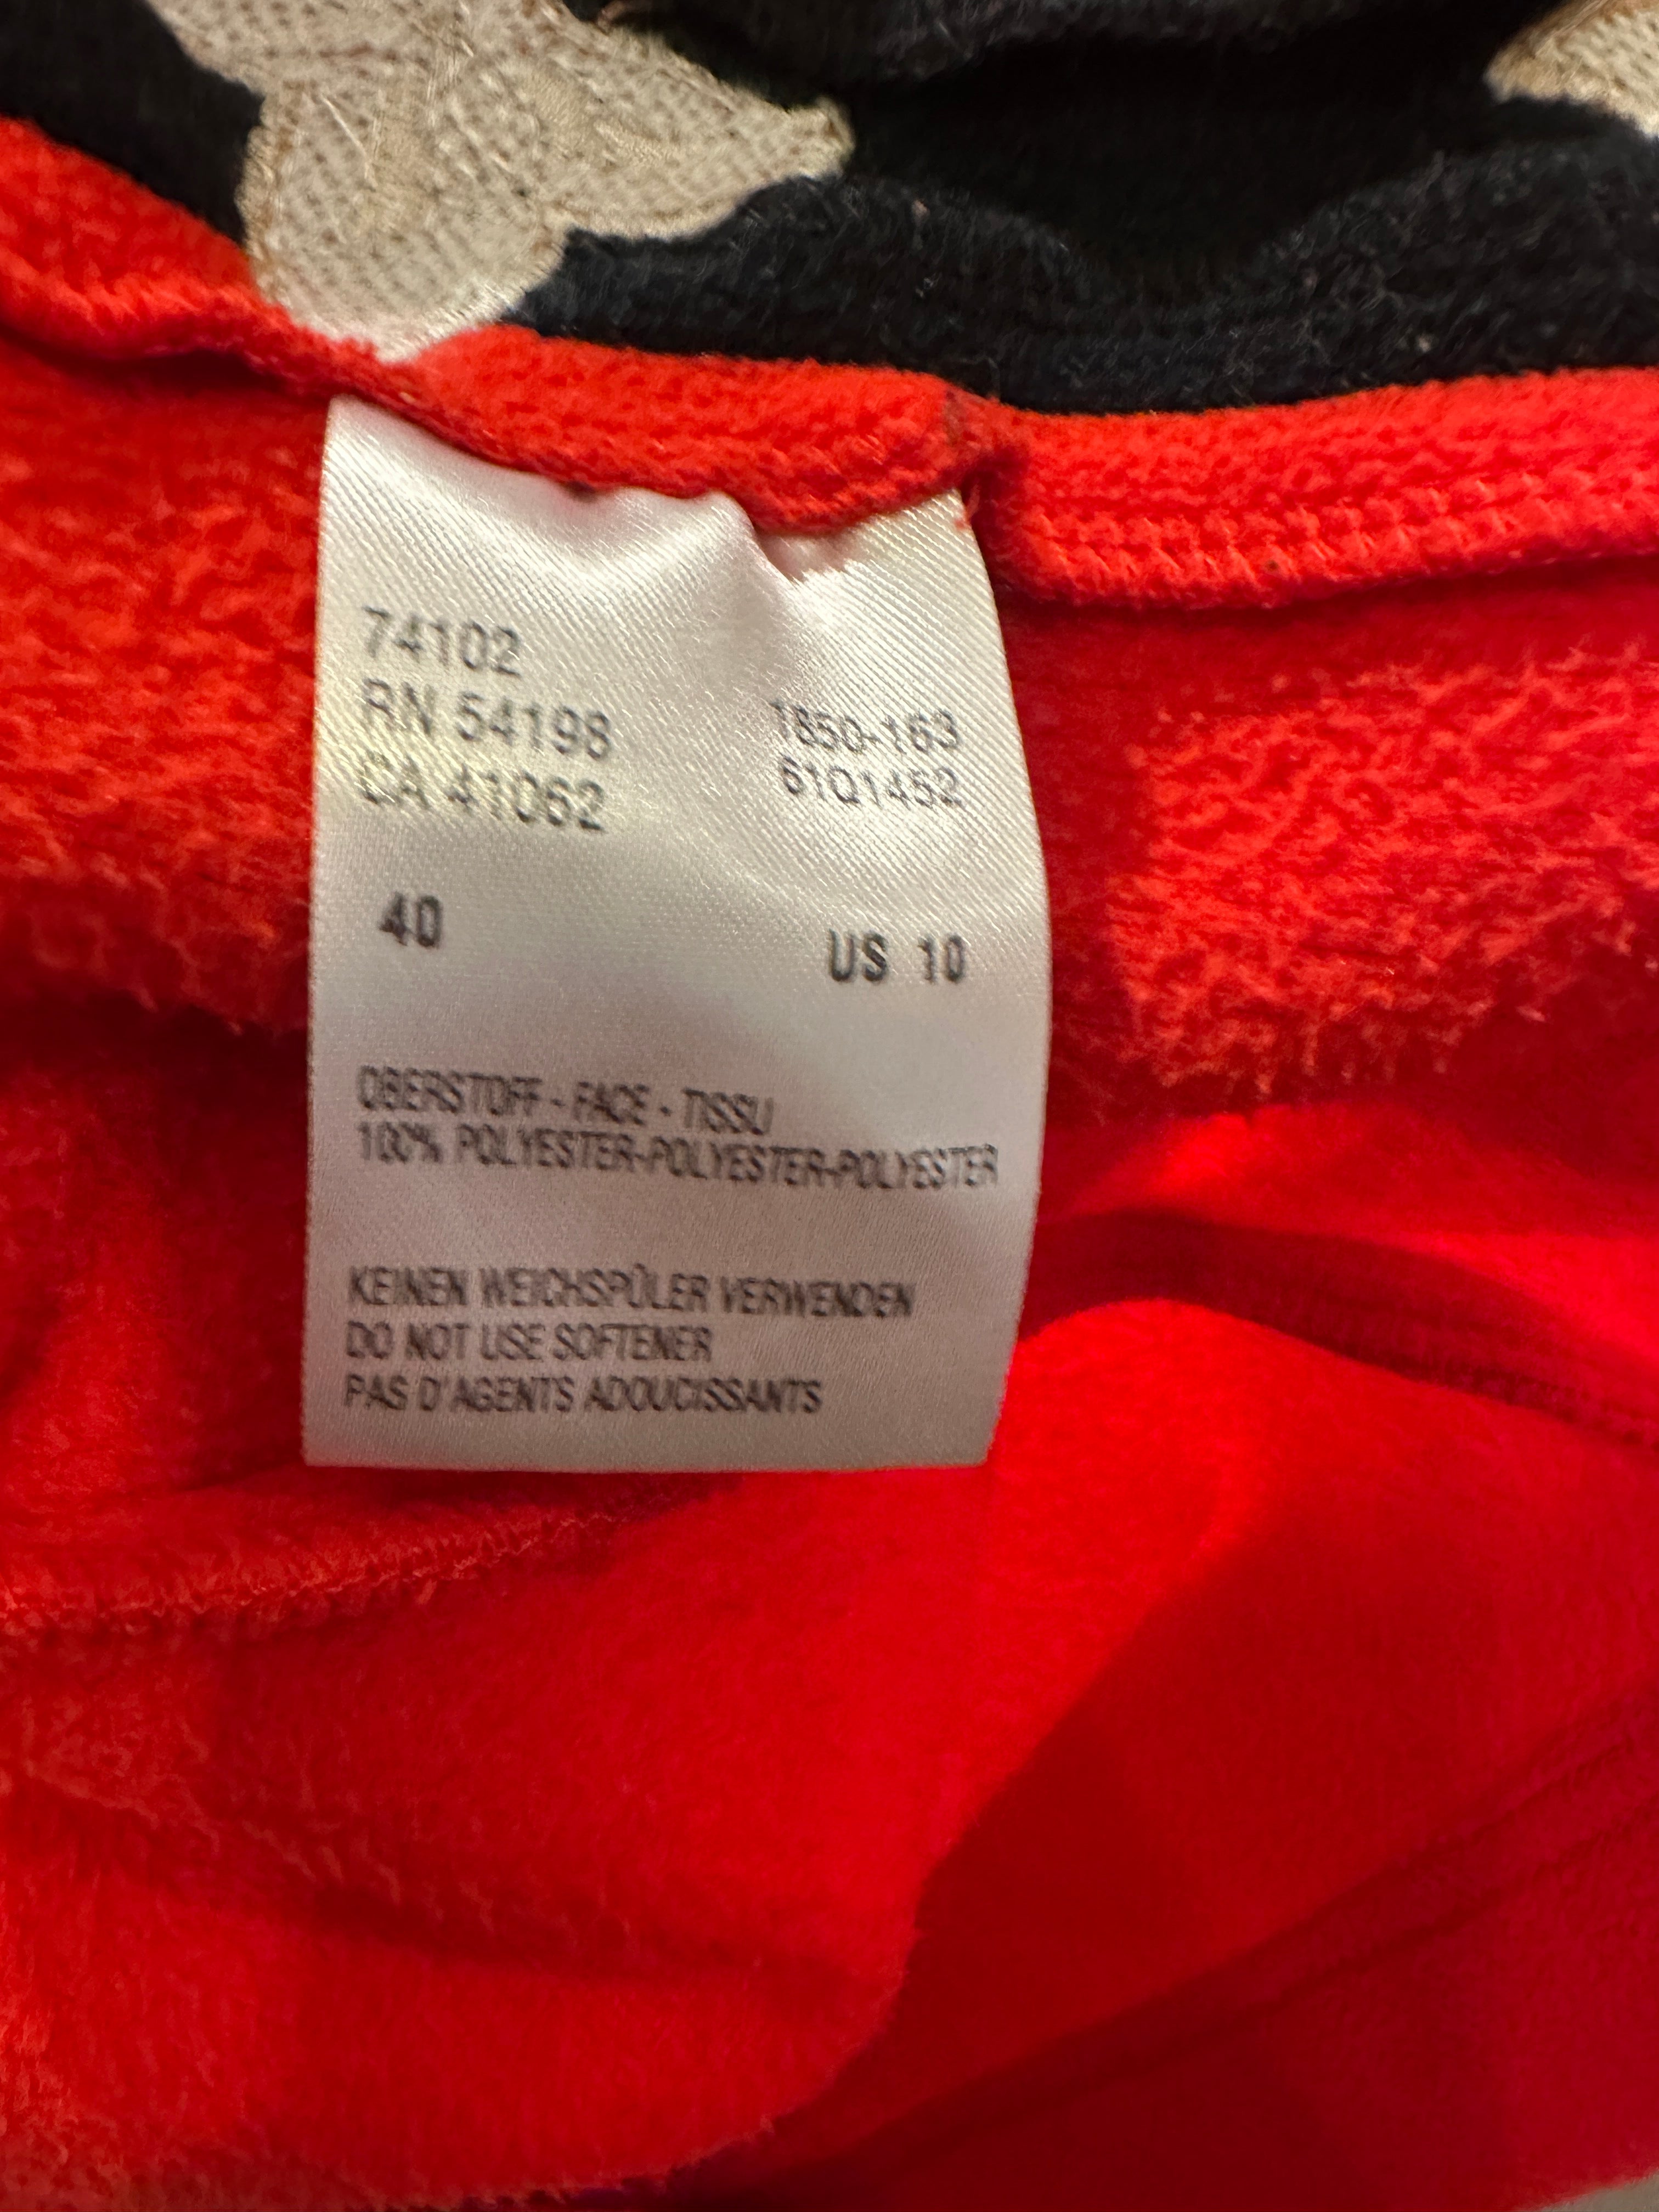 74102
RN 54198 1850-163
CA 41062 61Q1452
40 US 10
OBERSTOFF - FACE - TISSU
100% POLYESTER-POLYESTER-POLYESTER
KEINEN WEICHSPÜLER VERWENDEN
DO NOT USE SOFTENER
PAS D'AGENTS ADOUCISSANTS